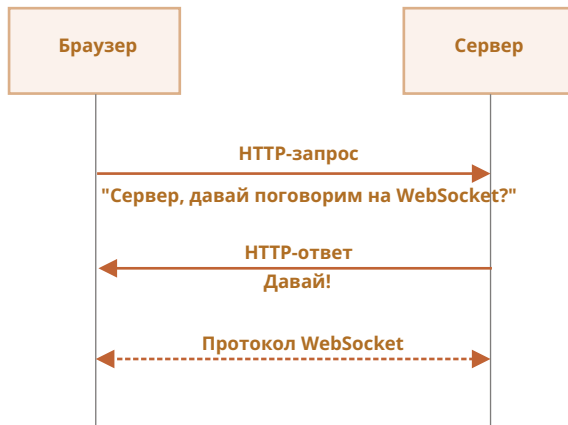 Браузер
Сервер
HTTP-запрос
"Сервер, давай поговорим на WebSocket?"
HTTP-ответ
Давай!
Протокол WebSocket